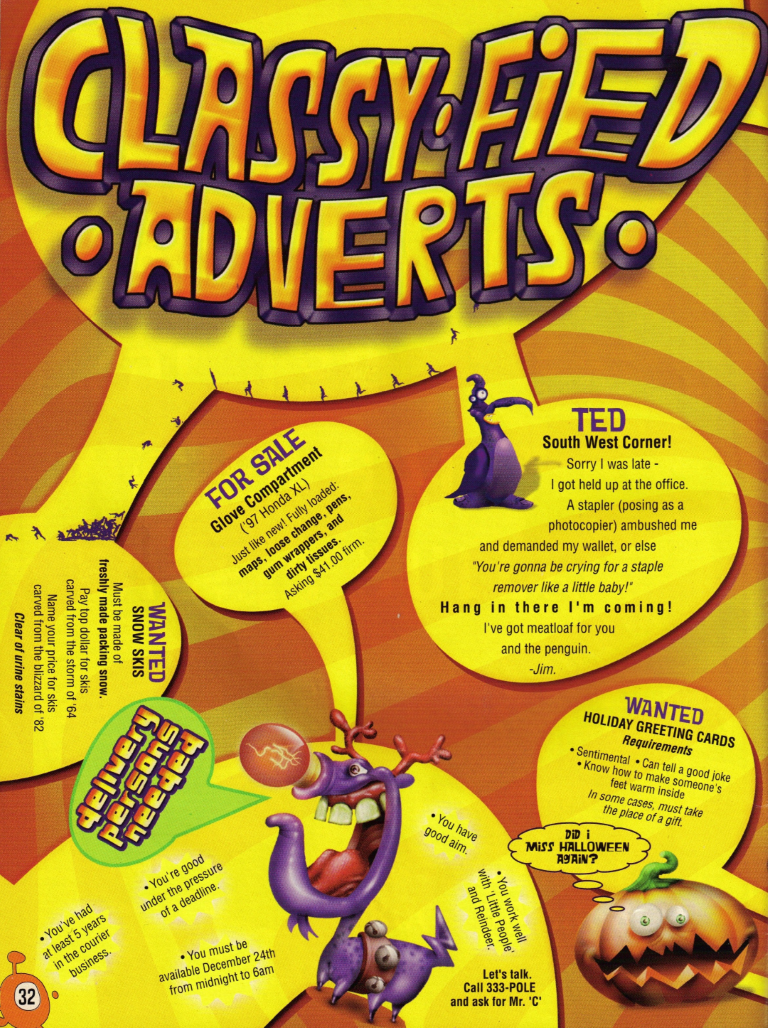 CLASSY·FiED
·ADVERTS·
TED
South West Corner!
Sorry I was late -
I got held up at the office.
A stapler (posing as a
photocopier) ambushed me
and demanded my wallet, or else
"You're gonna be crying for a staple
remover like a little baby!"
Hang in there I'm coming!
I've got meatloaf for you
and the penguin.
-Jim.
FOR SALE
Glove Compartment
('97 Honda XL)
Just like new! Fully loaded:
maps, loose change, pens,
gum wrappers, and
dirty tissues.
Asking $41.00 firm.
WANTED
SNOW SKIS
Must be made of
freshly made packing snow.
Pay top dollar for skis
carved from the storm of '64
Name your price for skis
carved from the blizzard of '82
Clear of urine stains
WANTED
HOLIDAY GREETING CARDS
Requirements
• Sentimental • Can tell a good joke
• Know how to make someone's
feet warm inside
In some cases, must take
the place of a gift.
DiD i
MiSS HALLOWEEN
AGAiN?
delivery
persons
needed
• You have
good aim.
• You're good
under the pressure
of a deadline.
• You work well
with 'Little People'
and Reindeer.
• You've had
at least 5 years
in the courier
business.
• You must be
available December 24th
from midnight to 6am
Let's talk.
Call 333-POLE
and ask for Mr. 'C'
32